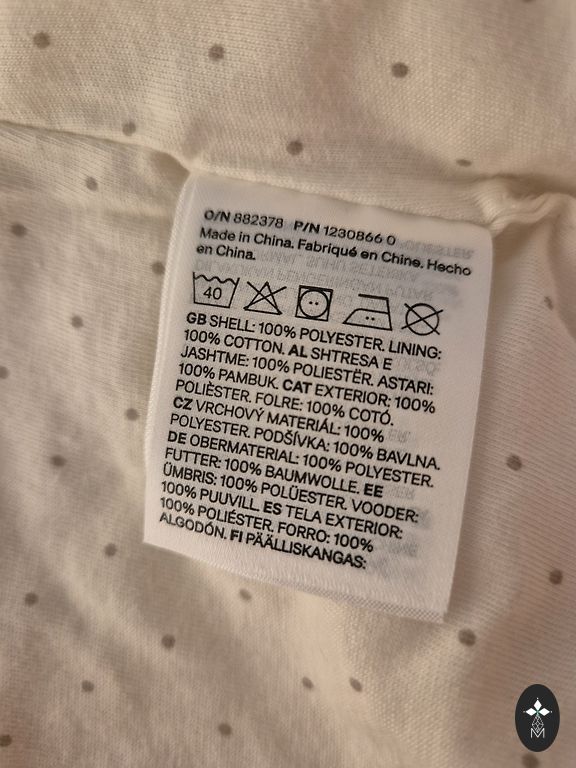 O/N 882378 P/N 1230866 0
Made in China. Fabriqué en Chine. Hecho
en China.
40
GB SHELL: 100% POLYESTER. LINING:
100% COTTON. AL SHTRESA E
JASHTME: 100% POLIESTËR. ASTARI:
100% PAMBUK. CAT EXTERIOR: 100%
POLIÈSTER. FOLRE: 100% COTÓ.
CZ VRCHOVÝ MATERIÁL: 100%
POLYESTER. PODŠÍVKA: 100% BAVLNA.
DE OBERMATERIAL: 100% POLYESTER.
FUTTER: 100% BAUMWOLLE. EE
ÜMBRIS: 100% POLÜESTER. VOODER:
100% PUUVILL. ES TELA EXTERIOR:
100% POLIÉSTER. FORRO: 100%
ALGODÓN. FI PÄÄLLISKANGAS:
M